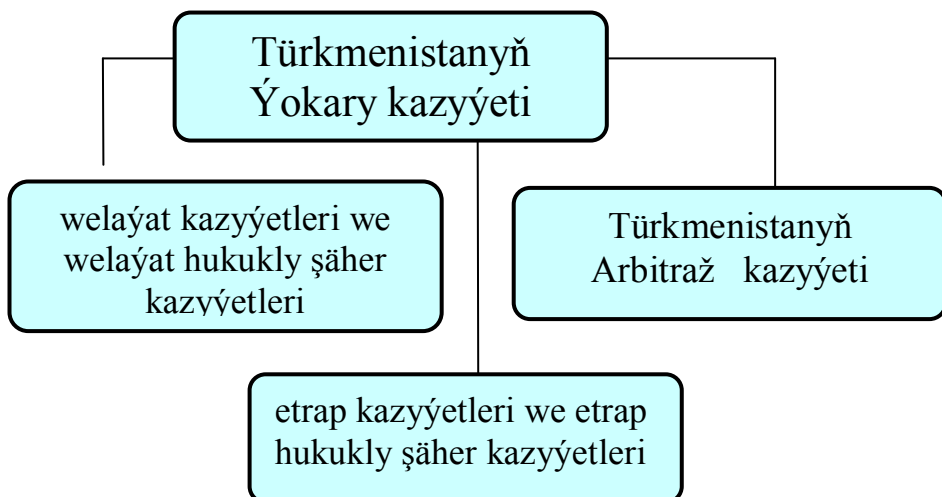 Türkmenistanyň
Ýokary kazyýeti
welaýat kazyýetleri we
welaýat hukukly şäher
kazyýetleri
Türkmenistanyň
Arbitraž kazyýeti
etrap kazyýetleri we etrap
hukukly şäher kazyýetleri